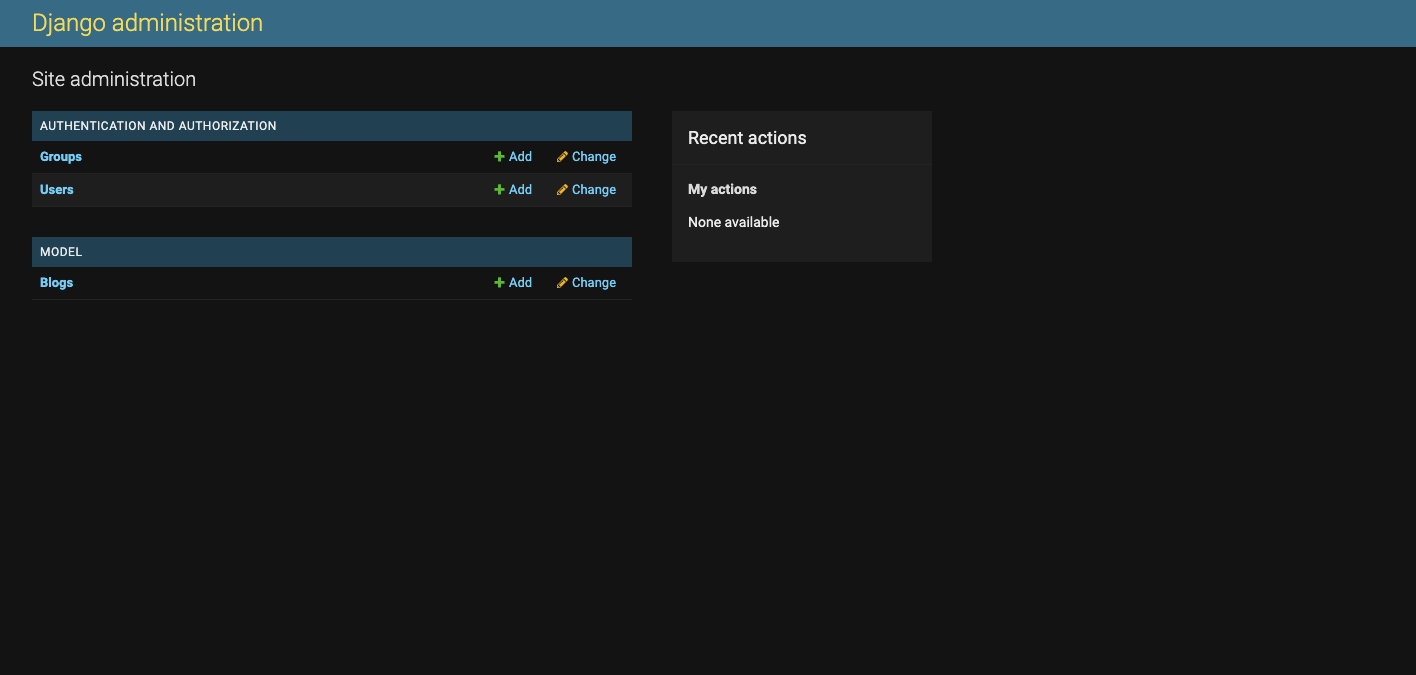 Django administration
Site administration
AUTHENTICATION AND AUTHORIZATION
Groups Add Change
Users Add Change
MODEL
Blogs Add Change
Recent actions
My actions
None available